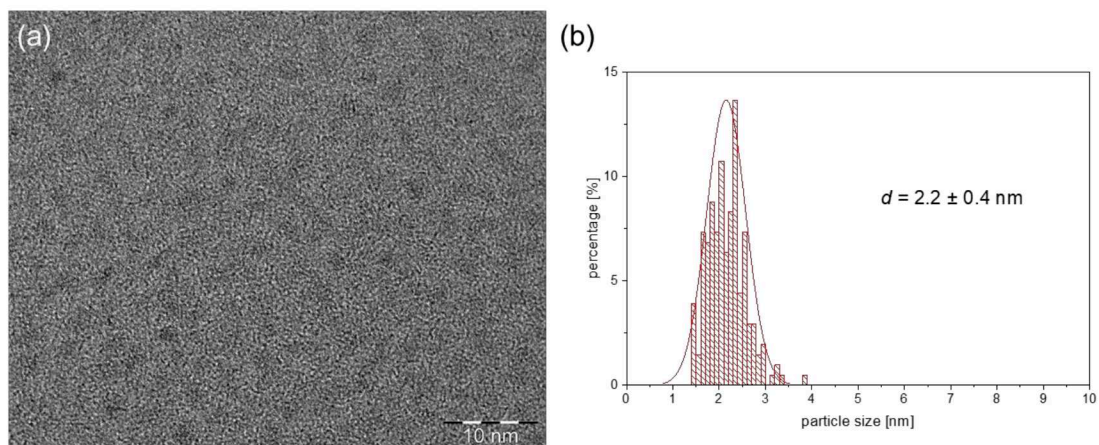 (a)
10 nm
(b)
15
10
5
0
percentage [%]
d = 2.2 ± 0.4 nm
0 1 2 3 4 5 6 7 8 9 10
particle size [nm]